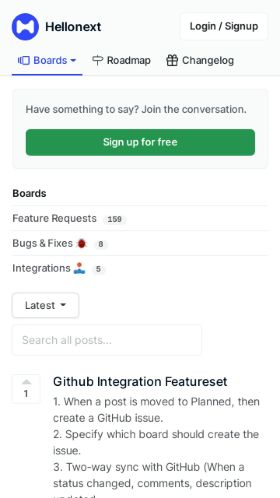 Hellonext
Login / Signup
Boards
Roadmap
Changelog
Have something to say? Join the conversation.
Sign up for free
Boards
Feature Requests 159
Bugs & Fixes 8
Integrations 5
Latest
Search all posts...
Github Integration Featureset
1
1. When a post is moved to Planned, then
create a GitHub issue.
2. Specify which board should create the
issue.
3. Two-way sync with GitHub (When a
status changed, comments, description
updated